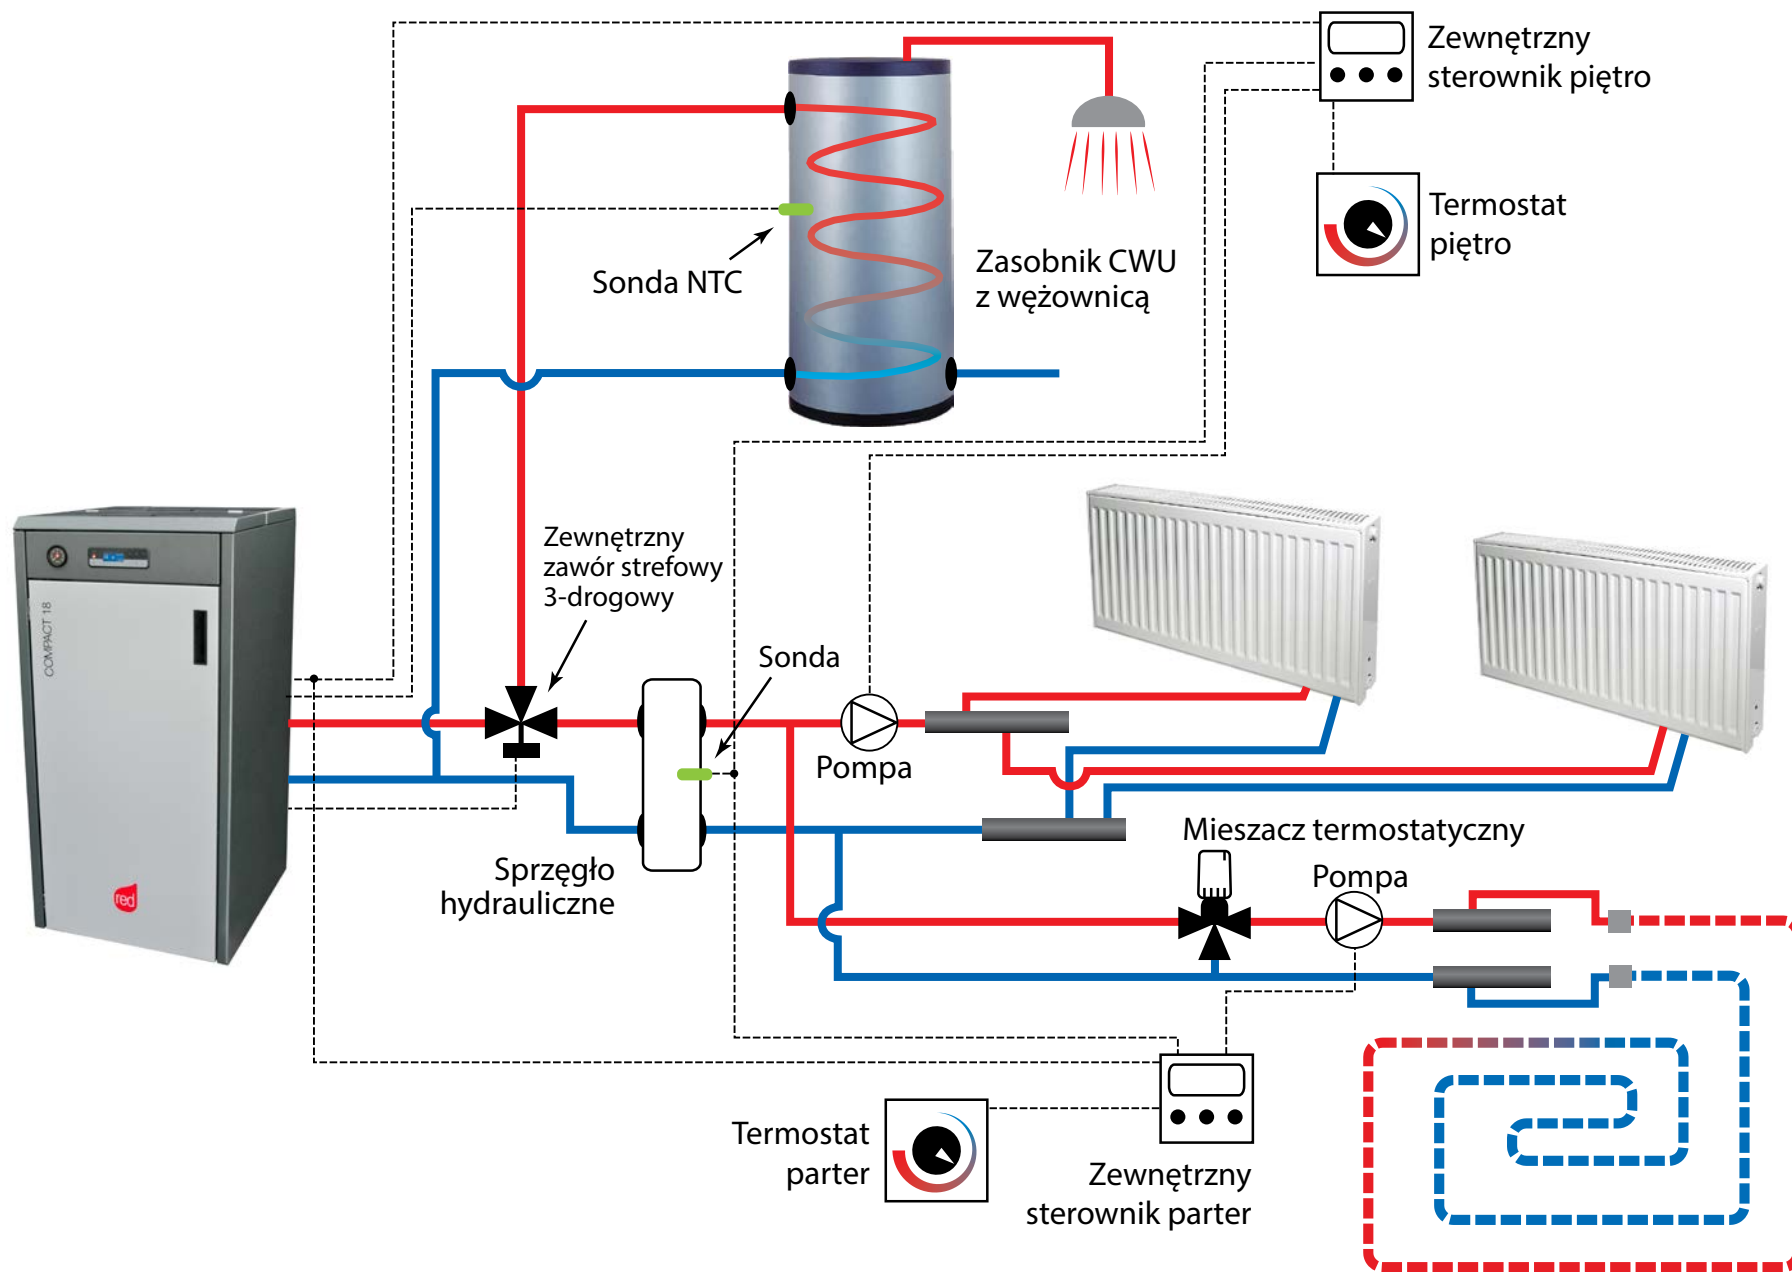 Zewnętrzny
sterownik piętro
Termostat
piętro
Sonda NTC
Zasobnik CWU
z wężownicą
Zewnętrzny
zawór strefowy
3-drogowy
COMPACT 18
Sonda
Pompa
Mieszacz termostatyczny
Sprzęgło
hydrauliczne
Pompa
red
Termostat
parter
Zewnętrzny
sterownik parter